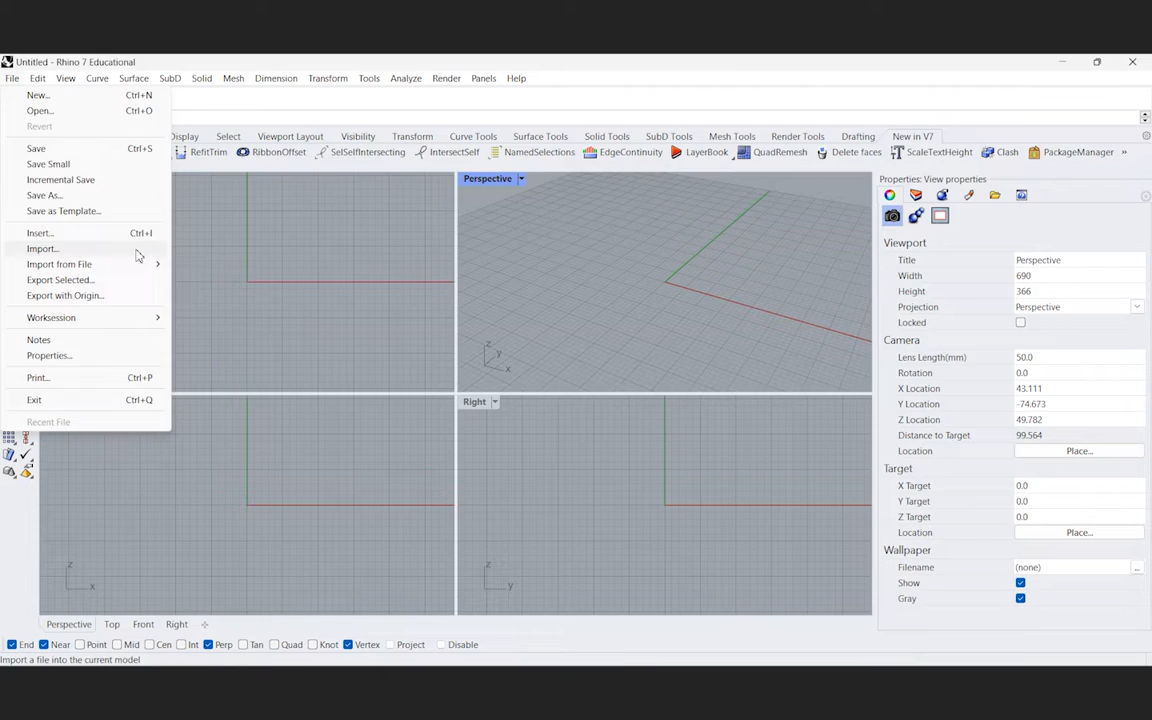 Untitled - Rhino 7 Educational
File Edit View Curve Surface SubD Solid Mesh Dimension Transform Tools Analyze Render Panels Help
New... Ctrl+N
Open... Ctrl+O
Revert
Save Ctrl+S
Save Small
Incremental Save
Save As...
Save as Template...
Insert... Ctrl+I
Import...
Import from File
Export Selected...
Export with Origin...
Worksession
Notes
Properties...
Print... Ctrl+P
Exit Ctrl+Q
Recent File
Display Select Viewport Layout Visibility Transform Curve Tools Surface Tools Solid Tools SubD Tools Mesh Tools Render Tools Drafting New in V7
RefitTrim RibbonOffset SelSelfIntersecting IntersectSelf NamedSelections EdgeContinuity LayerBook QuadRemesh Delete faces ScaleTextHeight Clash PackageManager »
Perspective
z
y
x
Right
z
x
z
y
Properties: View properties
Viewport
Title Perspective
Width 690
Height 366
Projection Perspective
Locked
Camera
Lens Length(mm) 50.0
Rotation 0.0
X Location 43.111
Y Location -74.673
Z Location 49.782
Distance to Target 99.564
Location Place...
Target
X Target 0.0
Y Target 0.0
Z Target 0.0
Location Place...
Wallpaper
Filename (none) ...
Show
Gray
Perspective Top Front Right
End Near Point Mid Cen Int Perp Tan Quad Knot Vertex Project Disable
Import a file into the current model